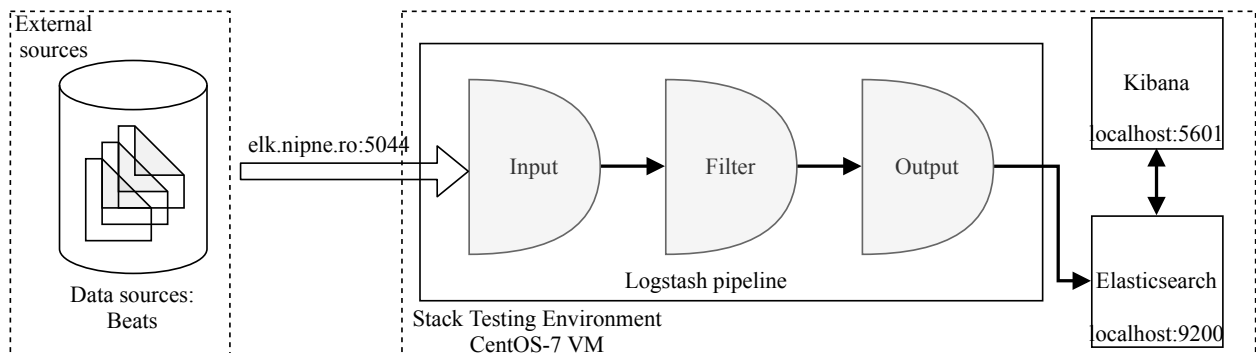 External
sources
Data sources:
Beats
elk.nipne.ro:5044
Input
Filter
Output
Logstash pipeline
Stack Testing Environment
CentOS-7 VM
Kibana
localhost:5601
Elasticsearch
localhost:9200